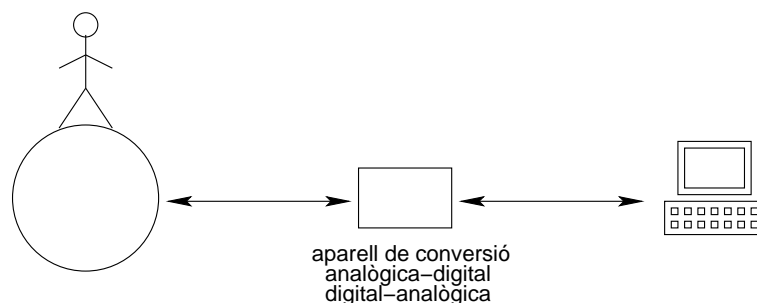 aparell de conversió
analògica−digital
digital−analògica